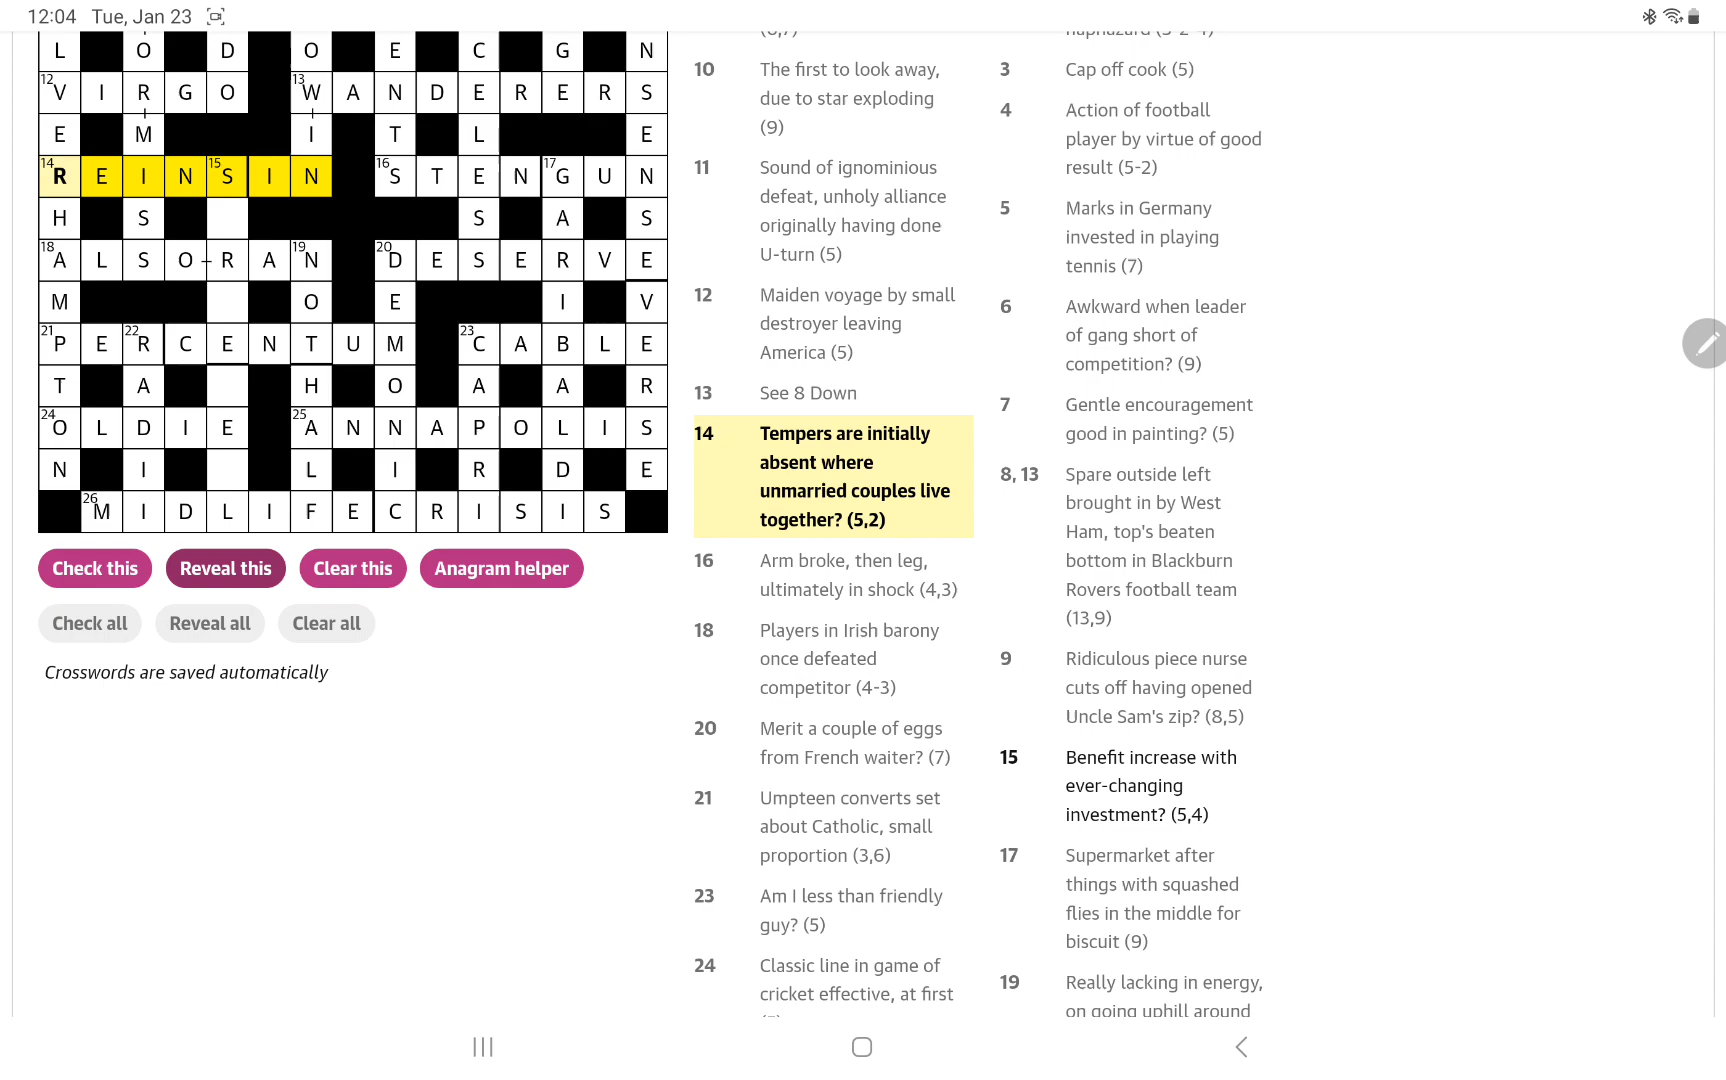 12:04 Tue, Jan 23
L O D O E C G N
12 V I R G O 13 W A N D E R E R S
E M I T L E
14 R E I N 15 S I N 16 S T E N 17 G U N
H S S A S
18 A L S O - R A 19 N 20 D E S E R V E
M O E I V
21 P E 22 R C E N T U M 23 C A B L E
T A H O A A R
24 O L D I E 25 A N N A P O L I S
N I L I R D E
26 M I D L I F E C R I S I S
Check this Reveal this Clear this Anagram helper
Check all Reveal all Clear all
Crosswords are saved automatically
10 The first to look away,
due to star exploding
(9)
11 Sound of ignominious
defeat, unholy alliance
originally having done
U-turn (5)
12 Maiden voyage by small
destroyer leaving
America (5)
13 See 8 Down
14 Tempers are initially
absent where
unmarried couples live
together? (5,2)
16 Arm broke, then leg,
ultimately in shock (4,3)
18 Players in Irish barony
once defeated
competitor (4-3)
20 Merit a couple of eggs
from French waiter? (7)
21 Umpteen converts set
about Catholic, small
proportion (3,6)
23 Am I less than friendly
guy? (5)
24 Classic line in game of
cricket effective, at first
3 Cap off cook (5)
4 Action of football
player by virtue of good
result (5-2)
5 Marks in Germany
invested in playing
tennis (7)
6 Awkward when leader
of gang short of
competition? (9)
7 Gentle encouragement
good in painting? (5)
8, 13 Spare outside left
brought in by West
Ham, top's beaten
bottom in Blackburn
Rovers football team
(13,9)
9 Ridiculous piece nurse
cuts off having opened
Uncle Sam's zip? (8,5)
15 Benefit increase with
ever-changing
investment? (5,4)
17 Supermarket after
things with squashed
flies in the middle for
biscuit (9)
19 Really lacking in energy,
on going uphill around